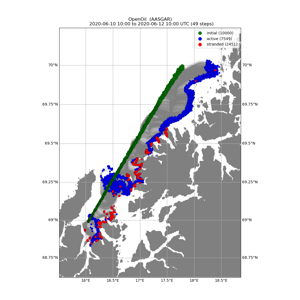 OpenOil (AASGAR)
2020-06-10 10:00 to 2020-06-12 10:00 UTC (49 steps)
initial (10000)
active (7549)
stranded (2451)
70°N
70°N
69.75°N
69.75°N
69.5°N
69.5°N
69.25°N
69.25°N
69°N
69°N
68.75°N
68.75°N
16°E
16.5°E
17°E
17.5°E
18°E
18.5°E